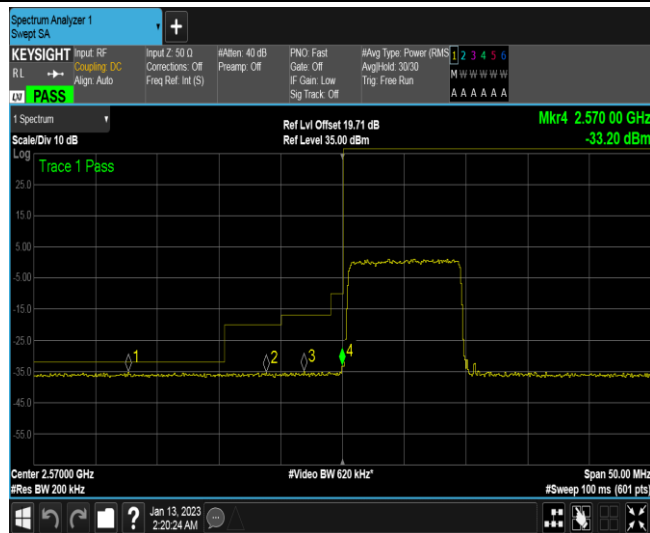 Spectrum Analyzer 1
Swept SA
+
KEYSIGHT
RL
LXI PASS
Input: RF
Coupling: DC
Align: Auto
Input Z: 50 Ω
Corrections: Off
Freq Ref: Int (S)
#Atten: 40 dB
Preamp: Off
PNO: Fast
Gate: Off
IF Gain: Low
Sig Track: Off
#Avg Type: Power (RMS
Avg|Hold: 30/30
Trig: Free Run
1 2 3 4 5 6
M W W W W W
A A A A A A
1 Spectrum
Scale/Div 10 dB
Ref Lvl Offset 19.71 dB
Ref Level 35.00 dBm
Mkr4 2.570 00 GHz
-33.20 dBm
Log
Trace 1 Pass
25.0
15.0
5.00
-5.00
-15.0
-25.0
-35.0
-45.0
-55.0
1
2
3
4
Center 2.57000 GHz
#Video BW 620 kHz*
Span 50.00 MHz
#Res BW 200 kHz
#Sweep 100 ms (601 pts)
?
Jan 13, 2023
2:20:24 AM